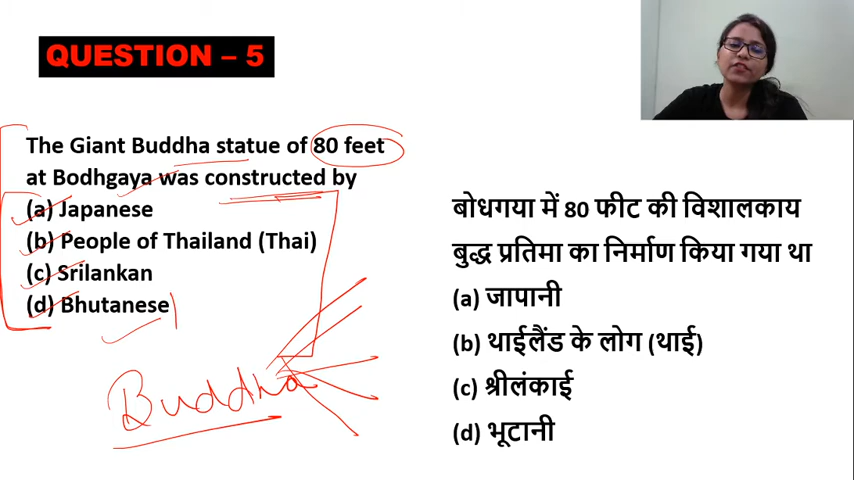 QUESTION – 5
The Giant Buddha statue of 80 feet
at Bodhgaya was constructed by
(a) Japanese
(b) People of Thailand (Thai)
(c) Srilankan
(d) Bhutanese
Buddha
बोधगया में 80 फीट की विशालकाय
बुद्ध प्रतिमा का निर्माण किया गया था
(a) जापानी
(b) थाईलैंड के लोग (थाई)
(c) श्रीलंकाई
(d) भूटानी